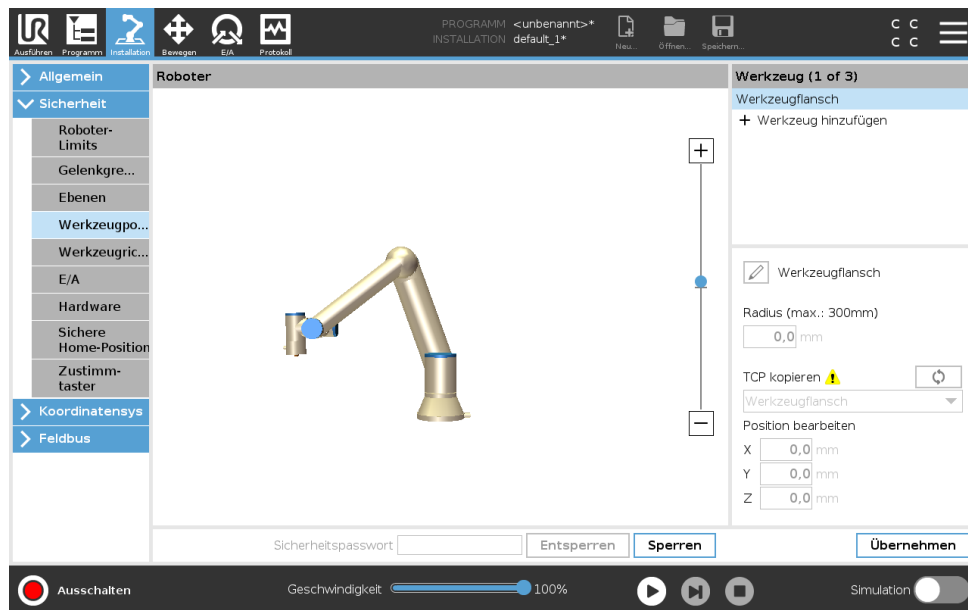 PROGRAMM <unbenannt>*
INSTALLATION default_1*
Ausführen Programm Installation Bewegen E/A Protokoll
Neu... Öffnen... Speichern...
C C
C C
Allgemein
Sicherheit
Roboter-
Limits
Gelenkgre...
Ebenen
Werkzeugpo...
Werkzeugric...
E/A
Hardware
Sichere
Home-Position
Zustimm-
taster
Koordinatensys
Feldbus
Roboter
Werkzeug (1 of 3)
Werkzeugflansch
+ Werkzeug hinzufügen
Werkzeugflansch
Radius (max.: 300mm)
0,0 mm
TCP kopieren
Werkzeugflansch
Position bearbeiten
X 0,0 mm
Y 0,0 mm
Z 0,0 mm
Sicherheitspasswort Entsperren Sperren Übernehmen
Ausschalten Geschwindigkeit 100% Simulation